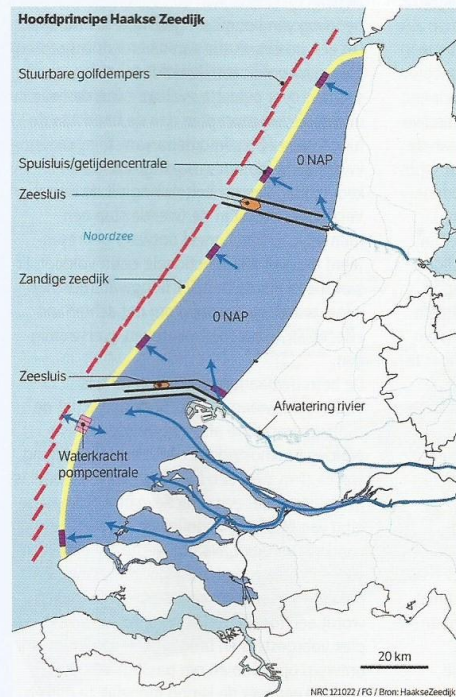 Hoofdprincipe Haakse Zeedijk
Stuurbare golfdempers
0 NAP
Spuisluis/getijdencentrale
Zeesluis
Noordzee
Zandige zeedijk
0 NAP
Zeesluis
Afwatering rivier
Waterkracht
pompcentrale
20 km
NRC 121022 / FG / Bron: HaakseZeedijk